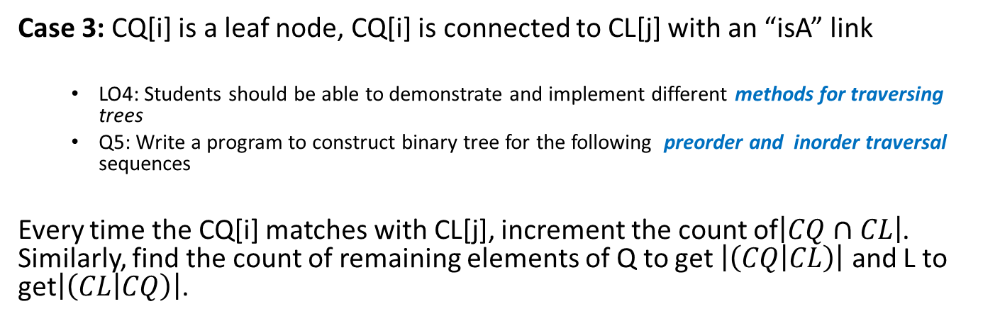 Case 3: CQ[i] is a leaf node, CQ[i] is connected to CL[j] with an “isA” link
• LO4: Students should be able to demonstrate and implement different methods for traversing
trees
• Q5: Write a program to construct binary tree for the following preorder and inorder traversal
sequences
Every time the CQ[i] matches with CL[j], increment the count of|𝐶𝑄 ∩ 𝐶𝐿|.
Similarly, find the count of remaining elements of Q to get |(𝐶𝑄|𝐶𝐿)| and L to
get|(𝐶𝐿|𝐶𝑄)|.